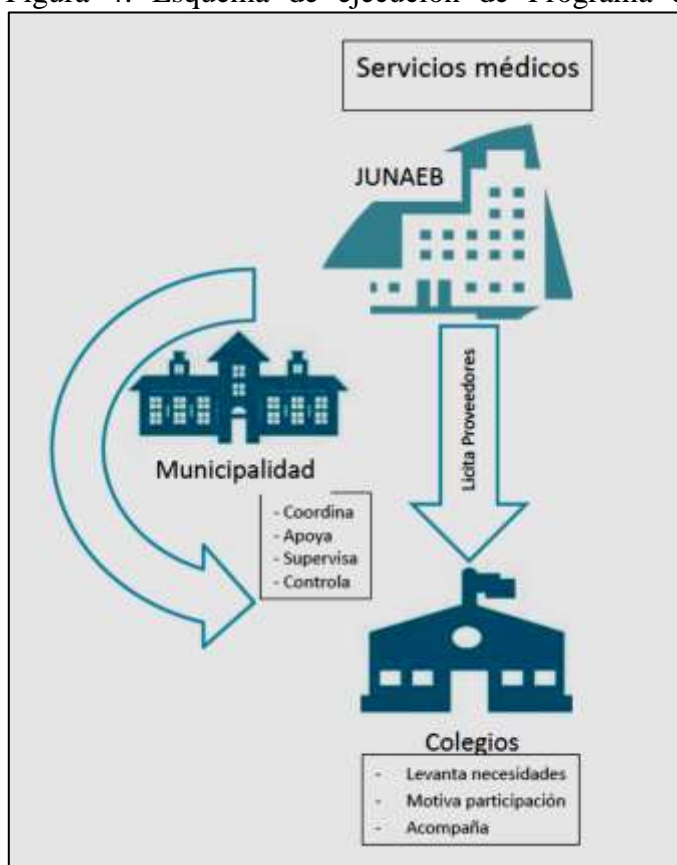 Figura 4. Esquema de ejecución de Programa
Servicios médicos
JUNAEB
Licita Proveedores
Municipalidad
- Coordina
- Apoya
- Supervisa
- Controla
Colegios
- Levanta necesidades
- Motiva participación
- Acompaña